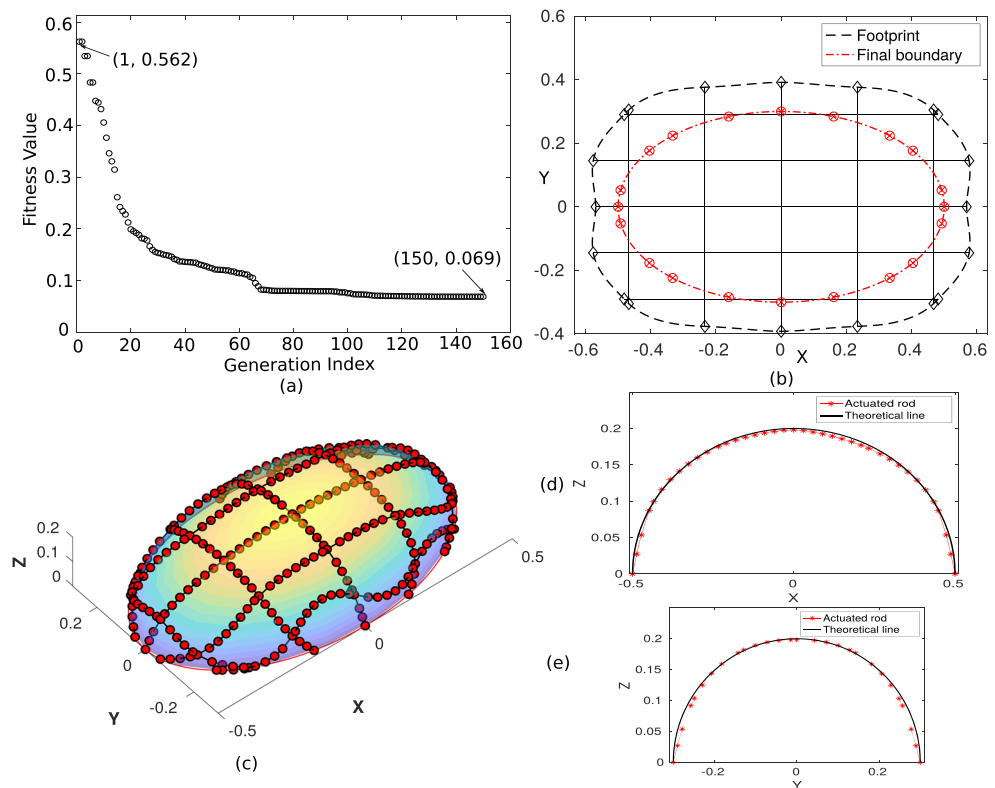 0.6
0.5
0.4
0.3
0.2
0.1
0
Fitness Value
(1, 0.562)
(150, 0.069)
0 20 40 60 80 100 120 140 160
Generation Index
(a)
0.6
0.4
0.2
0
-0.2
-0.4
Y
Footprint
Final boundary
-0.6 -0.4 -0.2 0 0.2 0.4 0.6
X
(b)
0.2
0.1
0
Z
0.2
0
-0.2
Y
-0.5
0
0.5
X
(c)
(d)
Z
0.2
0.15
0.1
0.05
0
Actuated rod
Theoretical line
-0.5 0 0.5
X
(e)
Z
0.2
0.15
0.1
0.05
0
Actuated rod
Theoretical line
-0.2 0 0.2
Y